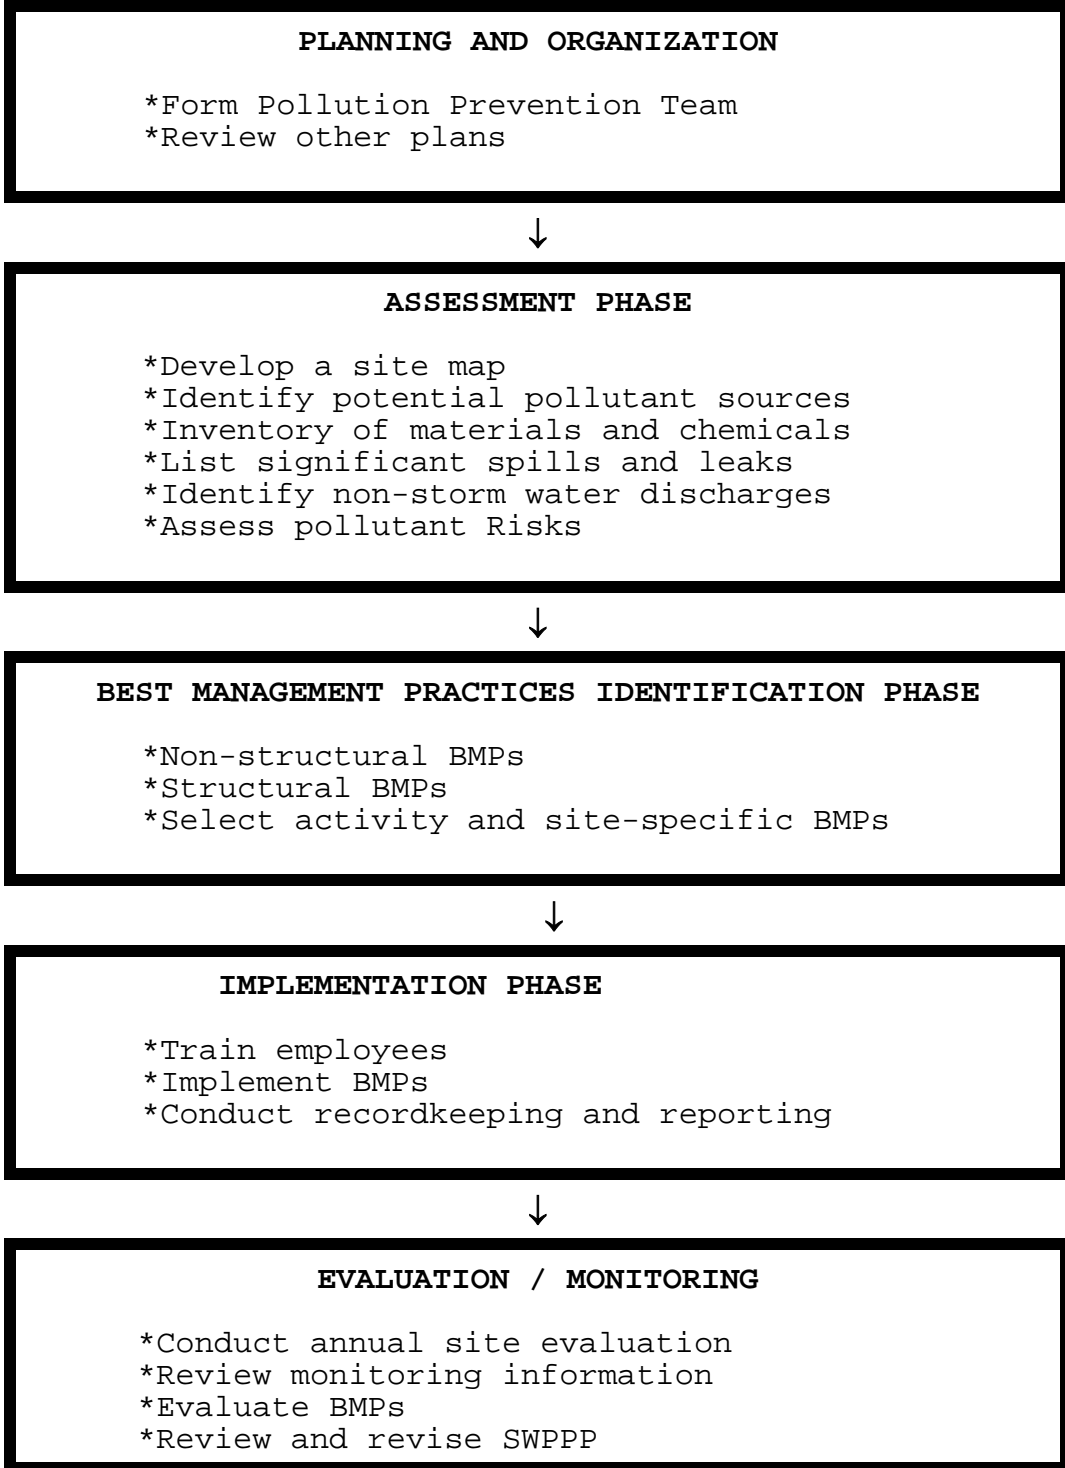 PLANNING AND ORGANIZATION
*Form Pollution Prevention Team
*Review other plans
↓
ASSESSMENT PHASE
*Develop a site map
*Identify potential pollutant sources
*Inventory of materials and chemicals
*List significant spills and leaks
*Identify non-storm water discharges
*Assess pollutant Risks
↓
BEST MANAGEMENT PRACTICES IDENTIFICATION PHASE
*Non-structural BMPs
*Structural BMPs
*Select activity and site-specific BMPs
↓
IMPLEMENTATION PHASE
*Train employees
*Implement BMPs
*Conduct recordkeeping and reporting
↓
EVALUATION / MONITORING
*Conduct annual site evaluation
*Review monitoring information
*Evaluate BMPs
*Review and revise SWPPP